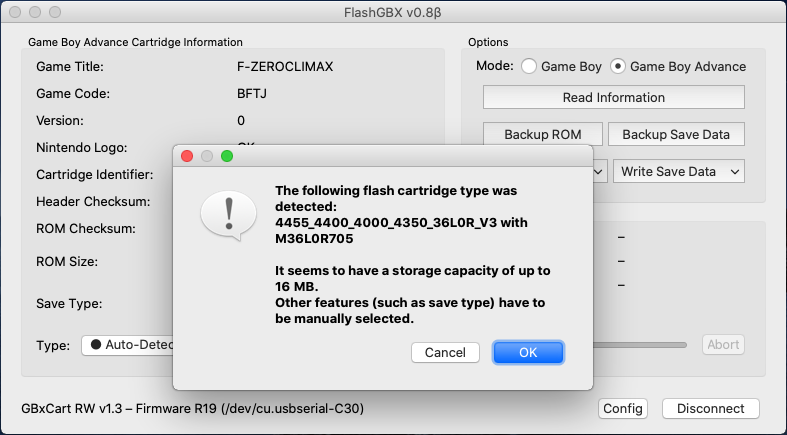 FlashGBX v0.8β
Game Boy Advance Cartridge Information
Game Title: F-ZEROCLIMAX
Game Code: BFTJ
Version: 0
Nintendo Logo:
Cartridge Identifier:
Header Checksum:
ROM Checksum:
ROM Size:
Save Type:
Type: Auto-Detec
Options
Mode: Game Boy Game Boy Advance
Read Information
Backup ROM Backup Save Data
Write Save Data
–
–
–
Abort
The following flash cartridge type was
detected:
4455_4400_4000_4350_36L0R_V3 with
M36L0R705
It seems to have a storage capacity of up to
16 MB.
Other features (such as save type) have to
be manually selected.
Cancel OK
GBxCart RW v1.3 – Firmware R19 (/dev/cu.usbserial-C30) Config Disconnect